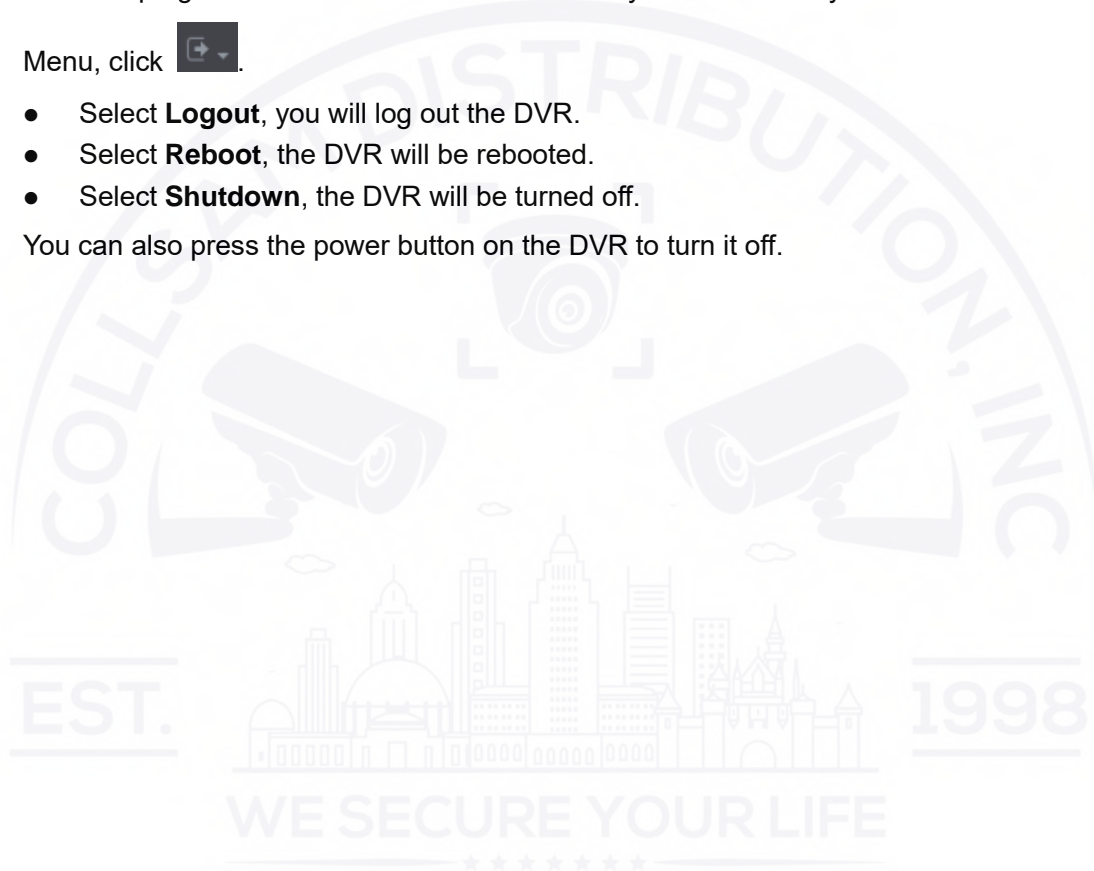 Menu, click .
● Select Logout, you will log out the DVR.
● Select Reboot, the DVR will be rebooted.
● Select Shutdown, the DVR will be turned off.
You can also press the power button on the DVR to turn it off.
COLLSAM DISTRIBUTION, INC
EST. 1998
WE SECURE YOUR LIFE